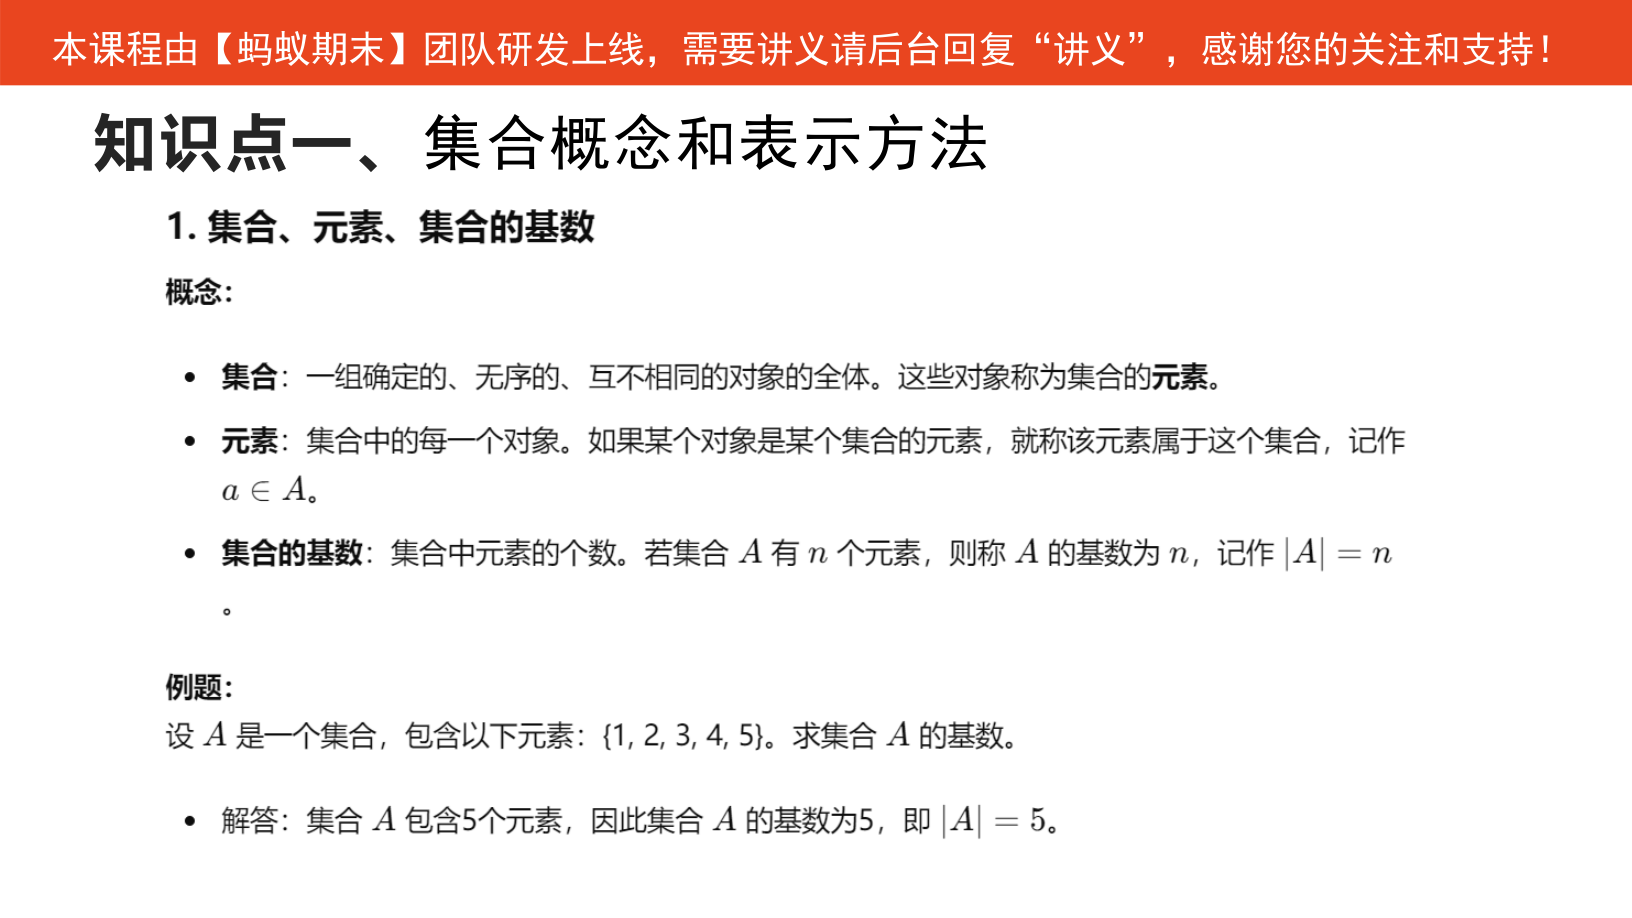 本课程由【蚂蚁期末】团队研发上线，需要讲义请后台回复“讲义”，感谢您的关注和支持！
知识点一、集合概念和表示方法
1. 集合、元素、集合的基数
概念：
• 集合：一组确定的、无序的、互不相同的对象的全体。这些对象称为集合的元素。
• 元素：集合中的每一个对象。如果某个对象是某个集合的元素，就称该元素属于这个集合，记作
a ∈ A。
• 集合的基数：集合中元素的个数。若集合 A 有 n 个元素，则称 A 的基数为 n，记作 |A| = n
。
例题：
设 A 是一个集合，包含以下元素：{1, 2, 3, 4, 5}。求集合 A 的基数。
• 解答：集合 A 包含5个元素，因此集合 A 的基数为5，即 |A| = 5。